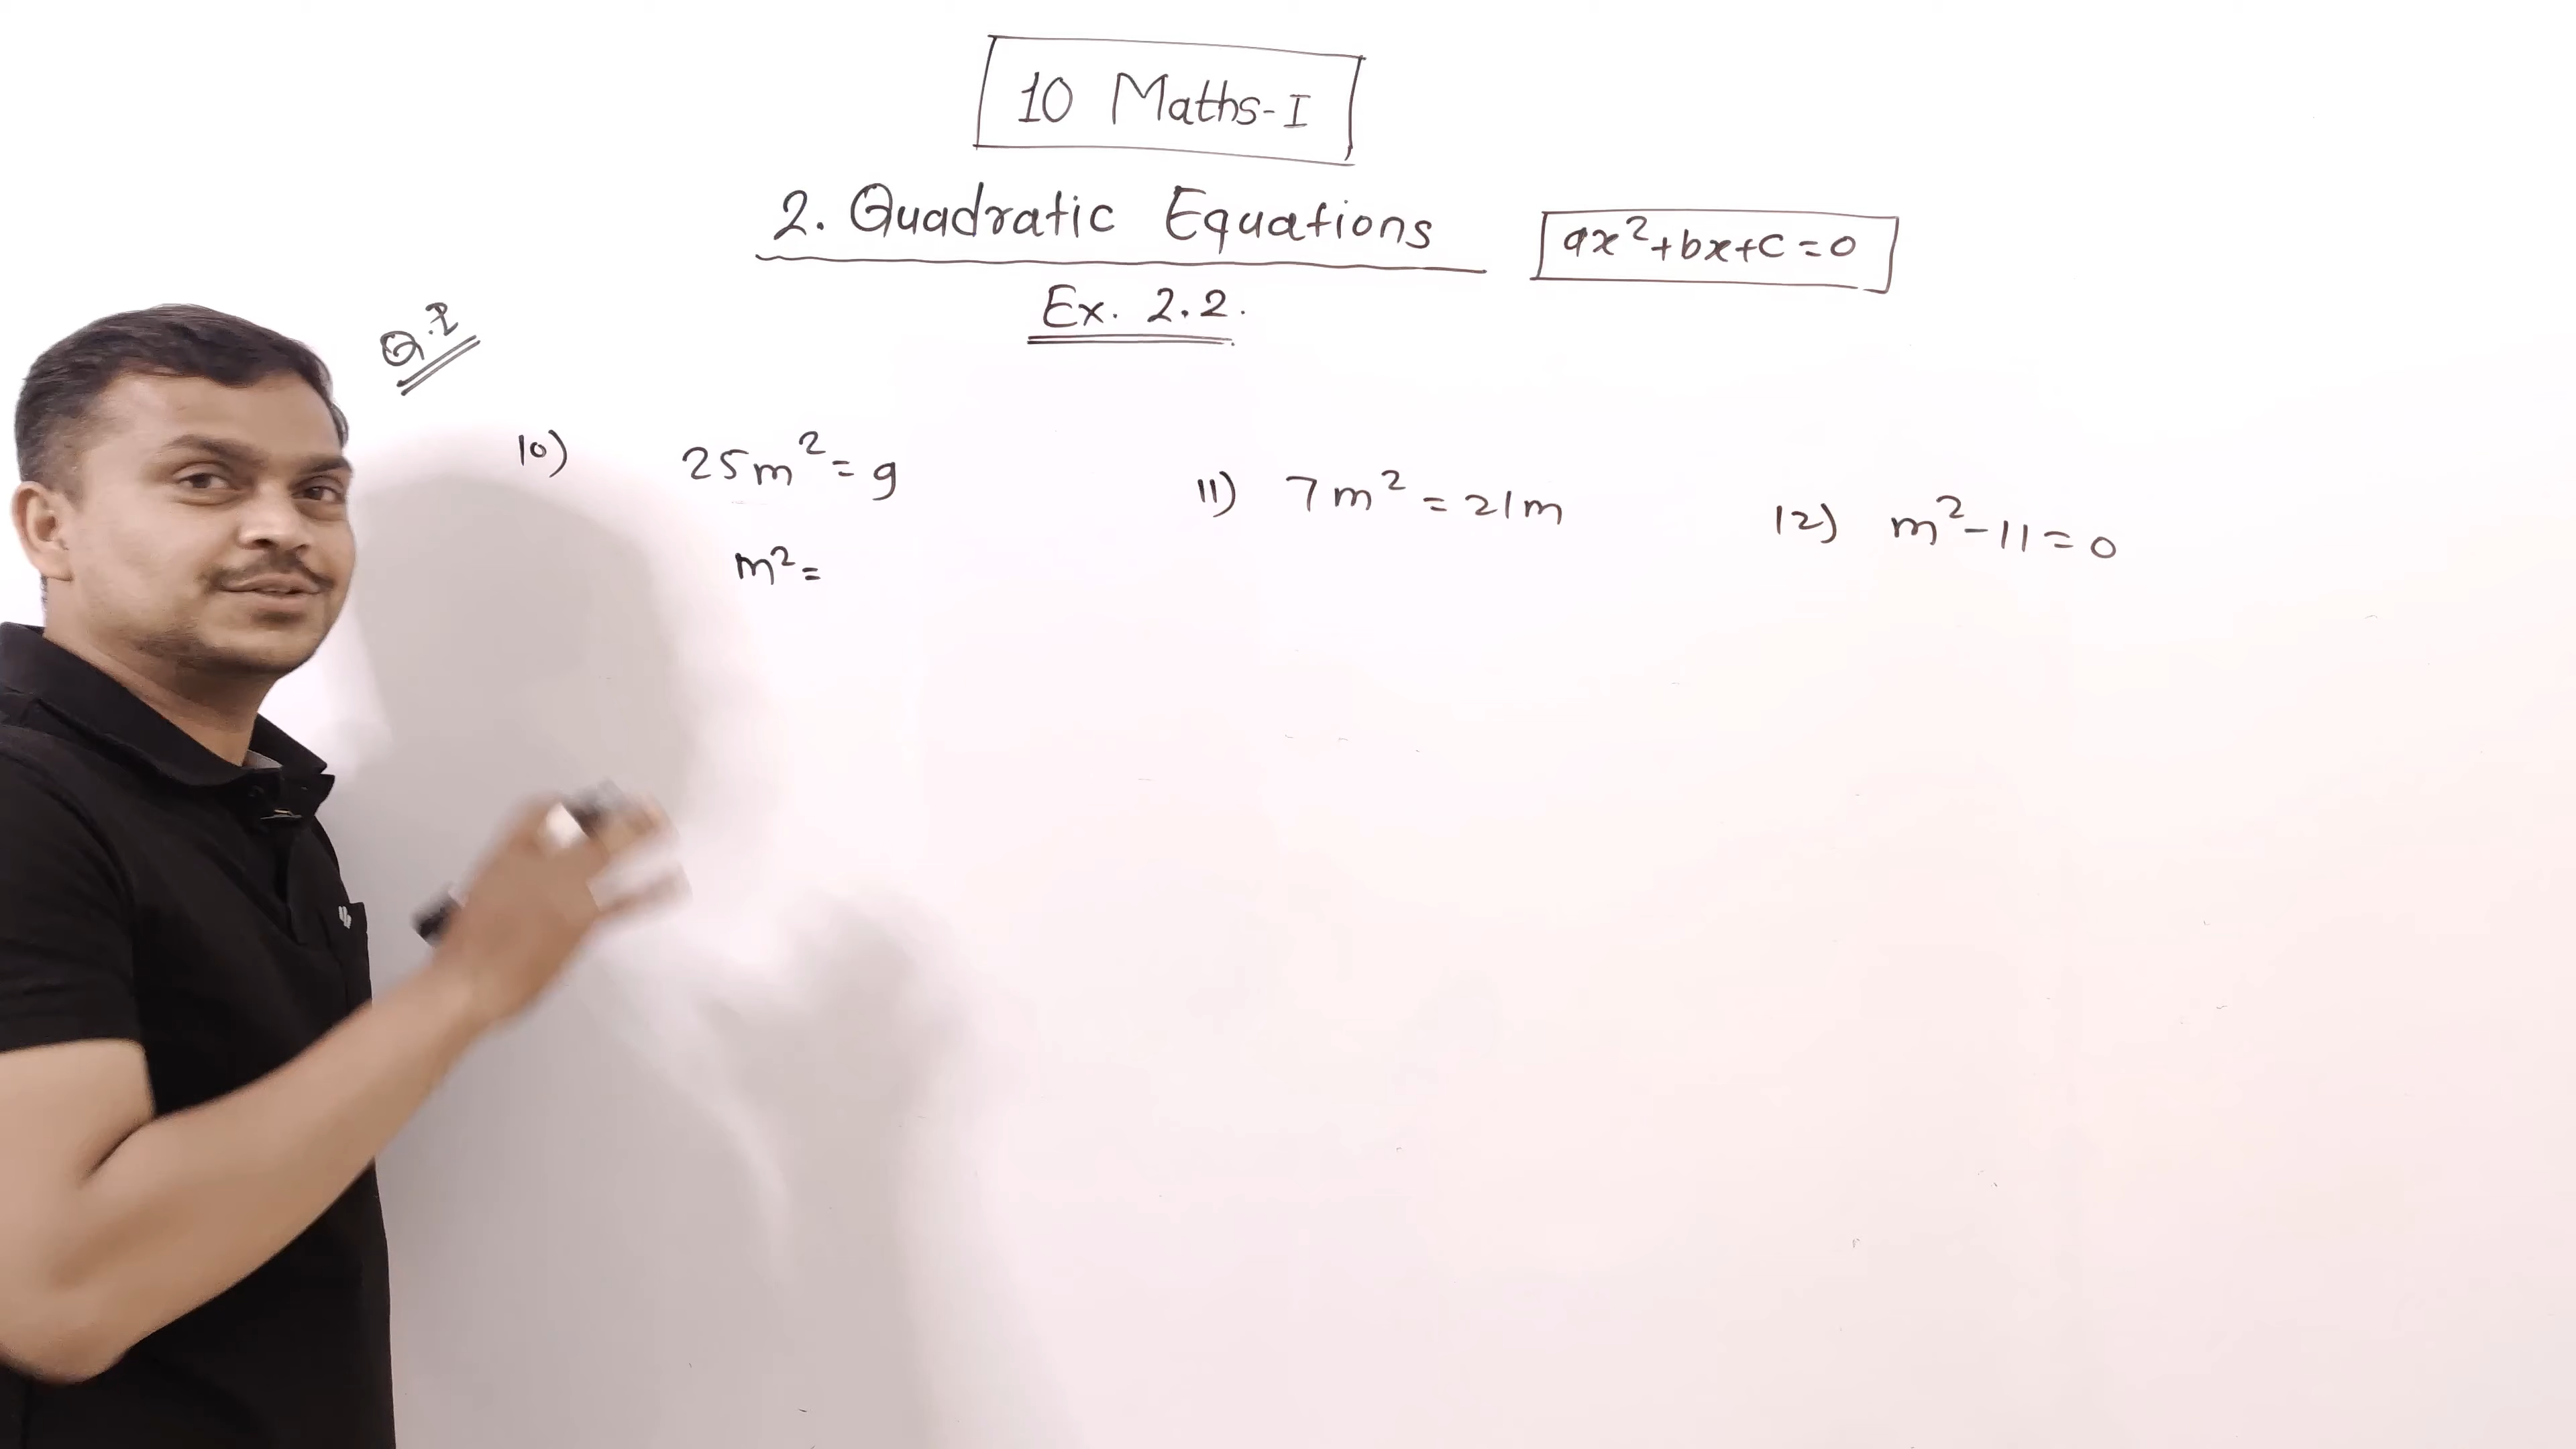 10 Maths-I
2. Quadratic Equations
ax²+bx+c=0
Ex. 2.2.
Q.2
10) 25m²=9
m²=
11) 7m²=21m
12) m²-11=0